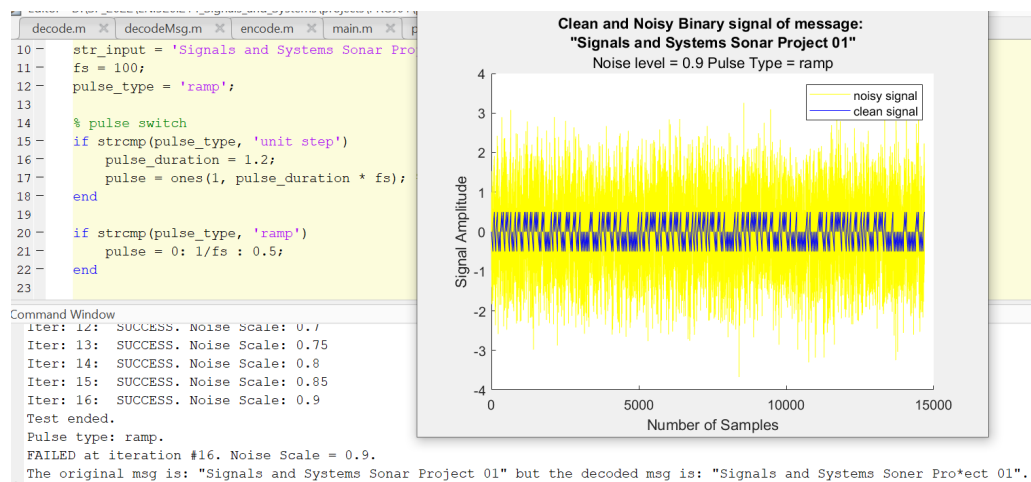 decode.m decodeMsg.m encode.m main.m
10 str_input = 'Signals and Systems Sonar Pro
11 fs = 100;
12 pulse_type = 'ramp';
13
14 % pulse switch
15 if strcmp(pulse_type, 'unit step')
16 pulse_duration = 1.2;
17 pulse = ones(1, pulse_duration * fs);
18 end
19
20 if strcmp(pulse_type, 'ramp')
21 pulse = 0: 1/fs : 0.5;
22 end
23
Clean and Noisy Binary signal of message:
"Signals and Systems Sonar Project 01"
Noise level = 0.9 Pulse Type = ramp
noisy signal
clean signal
Signal Amplitude
4
3
2
1
0
-1
-2
-3
-4
0 5000 10000 15000
Number of Samples
Command Window
Iter: 12: SUCCESS. Noise Scale: 0.7
Iter: 13: SUCCESS. Noise Scale: 0.75
Iter: 14: SUCCESS. Noise Scale: 0.8
Iter: 15: SUCCESS. Noise Scale: 0.85
Iter: 16: SUCCESS. Noise Scale: 0.9
Test ended.
Pulse type: ramp.
FAILED at iteration #16. Noise Scale = 0.9.
The original msg is: "Signals and Systems Sonar Project 01" but the decoded msg is: "Signals and Systems Soner Pro*ect 01".